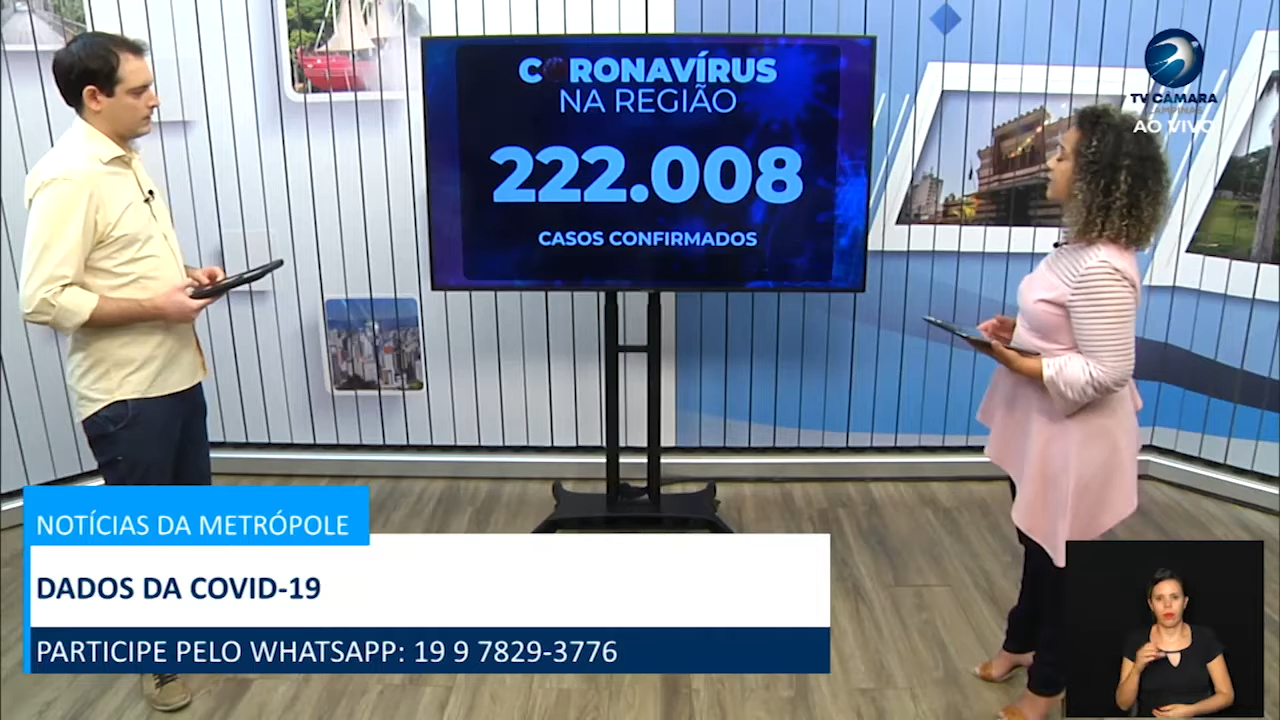 CORONAVÍRUS
NA REGIÃO
222.008
CASOS CONFIRMADOS
TV CÂMARA
CAMPINAS
AO VIVO
NOTÍCIAS DA METRÓPOLE
DADOS DA COVID-19
PARTICIPE PELO WHATSAPP: 19 9 7829-3776